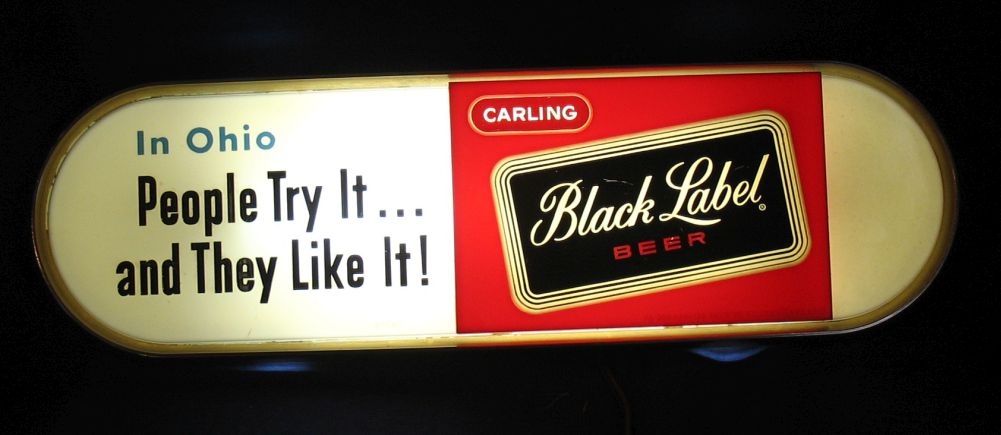 In Ohio
People Try It...
and They Like It!
CARLING
Black Label
BEER